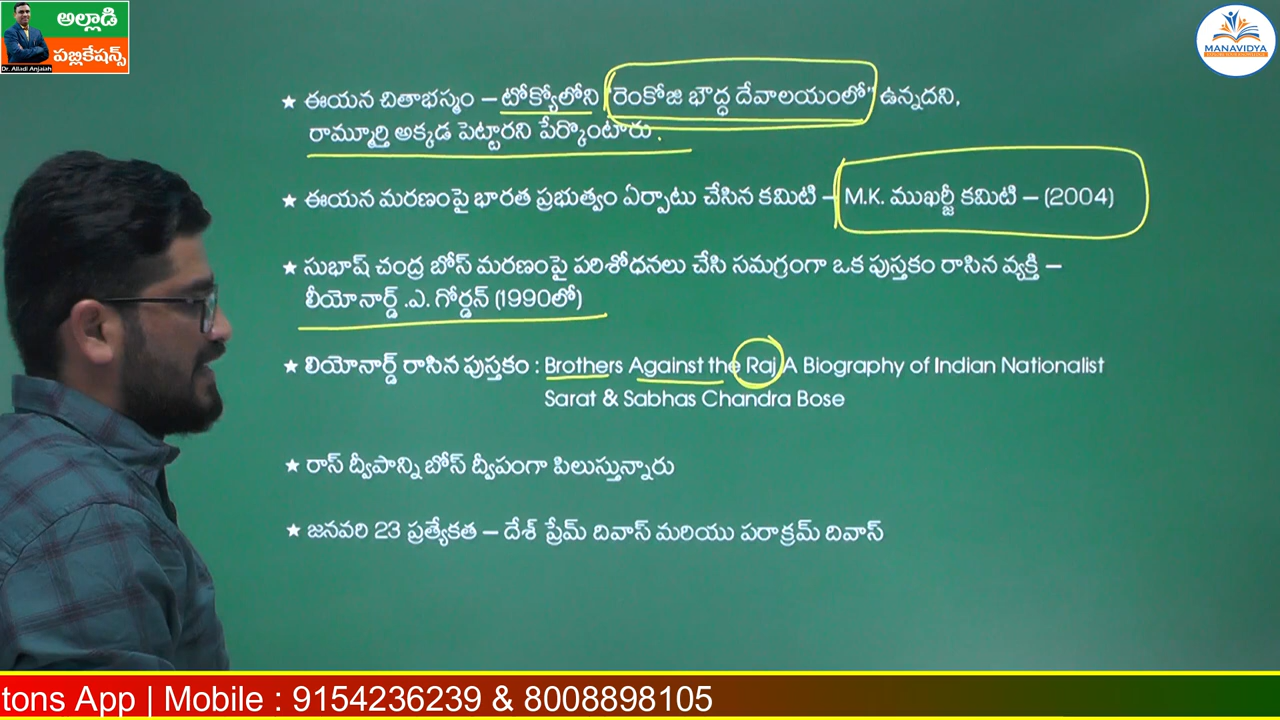 అల్లాడి
పబ్లికేషన్స్
Dr. Alladi Anjaiah
MANAVIDYA
★ ఈయన చితాభస్మం – టోక్యోలోని "రెంకోజి భౌద్ధ దేవాలయంలో" ఉన్నదని,
రామ్మూర్తి అక్కడ పెట్టారని పేర్కొంటారు.
★ ఈయన మరణంపై భారత ప్రభుత్వం ఏర్పాటు చేసిన కమిటి – M.K. ముఖర్జీ కమిటి – (2004)
★ సుభాష్ చంద్ర బోస్ మరణంపై పరిశోధనలు చేసి సమగ్రంగా ఒక పుస్తకం రాసిన వ్యక్తి –
లీయోనార్డ్ .ఎ. గోర్డన్ (1990లో)
★ లియోనార్డ్ రాసిన పుస్తకం : Brothers Against the Raj A Biography of Indian Nationalist
Sarat & Sabhas Chandra Bose
★ రాస్ ద్వీపాన్ని బోస్ ద్వీపంగా పిలుస్తున్నారు
★ జనవరి 23 ప్రత్యేకత – దేశ్ ప్రేమ్ దివాస్ మరియు పరాక్రమ్ దివాస్
tons App | Mobile : 9154236239 & 8008898105